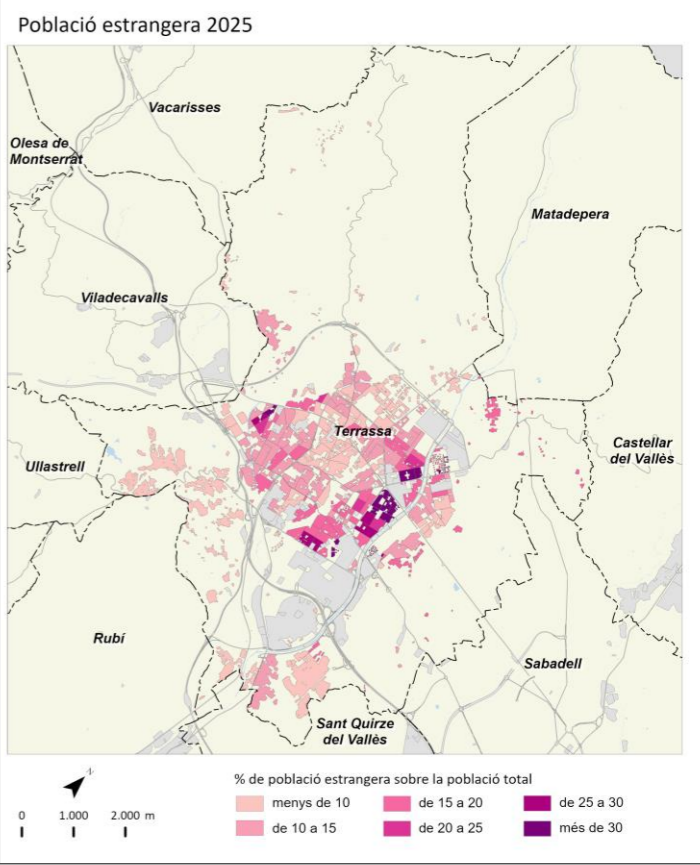 Població estrangera 2025
Vacarisses
Olesa de
Montserrat
Matadepera
Viladecavalls
Terrassa
Castellar
del Vallès
Ullastrell
Rubí
Sabadell
Sant Quirze
del Vallès
N
% de població estrangera sobre la població total
0 1.000 2.000 m
menys de 10
de 15 a 20
de 25 a 30
de 10 a 15
de 20 a 25
més de 30